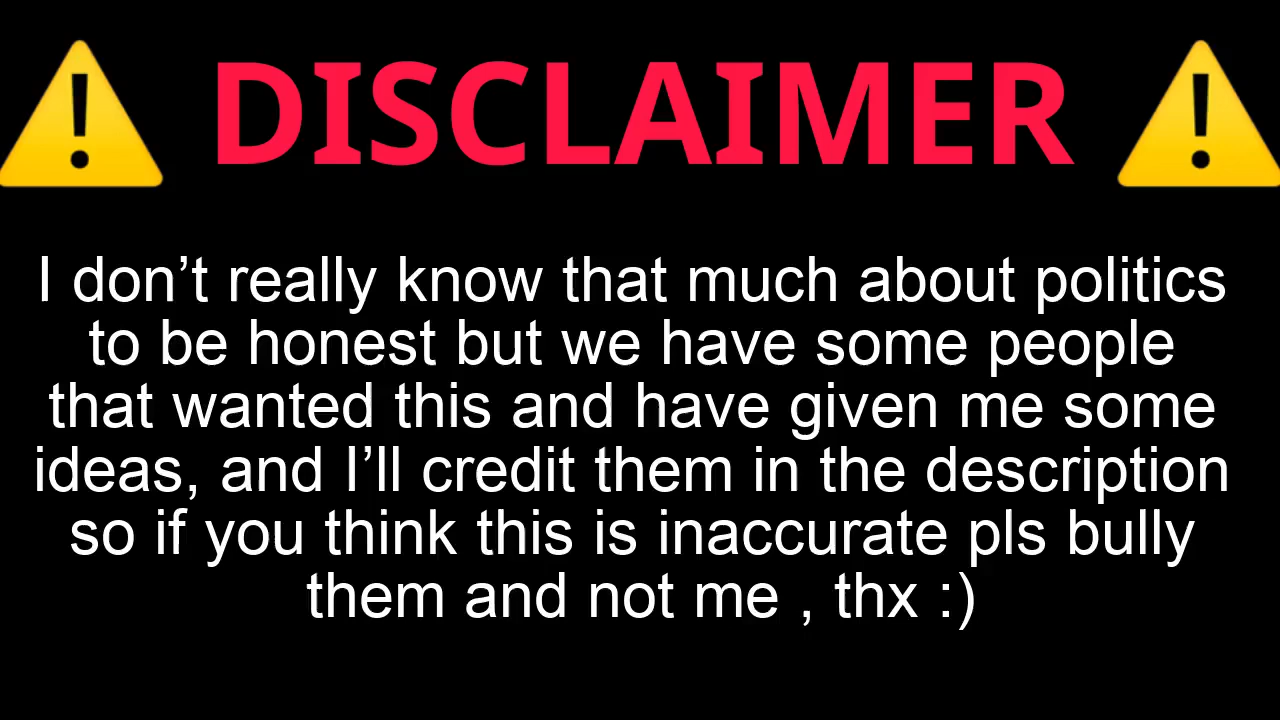 ⚠️ DISCLAIMER ⚠️
I don’t really know that much about politics
to be honest but we have some people
that wanted this and have given me some
ideas, and I’ll credit them in the description
so if you think this is inaccurate pls bully
them and not me , thx :)